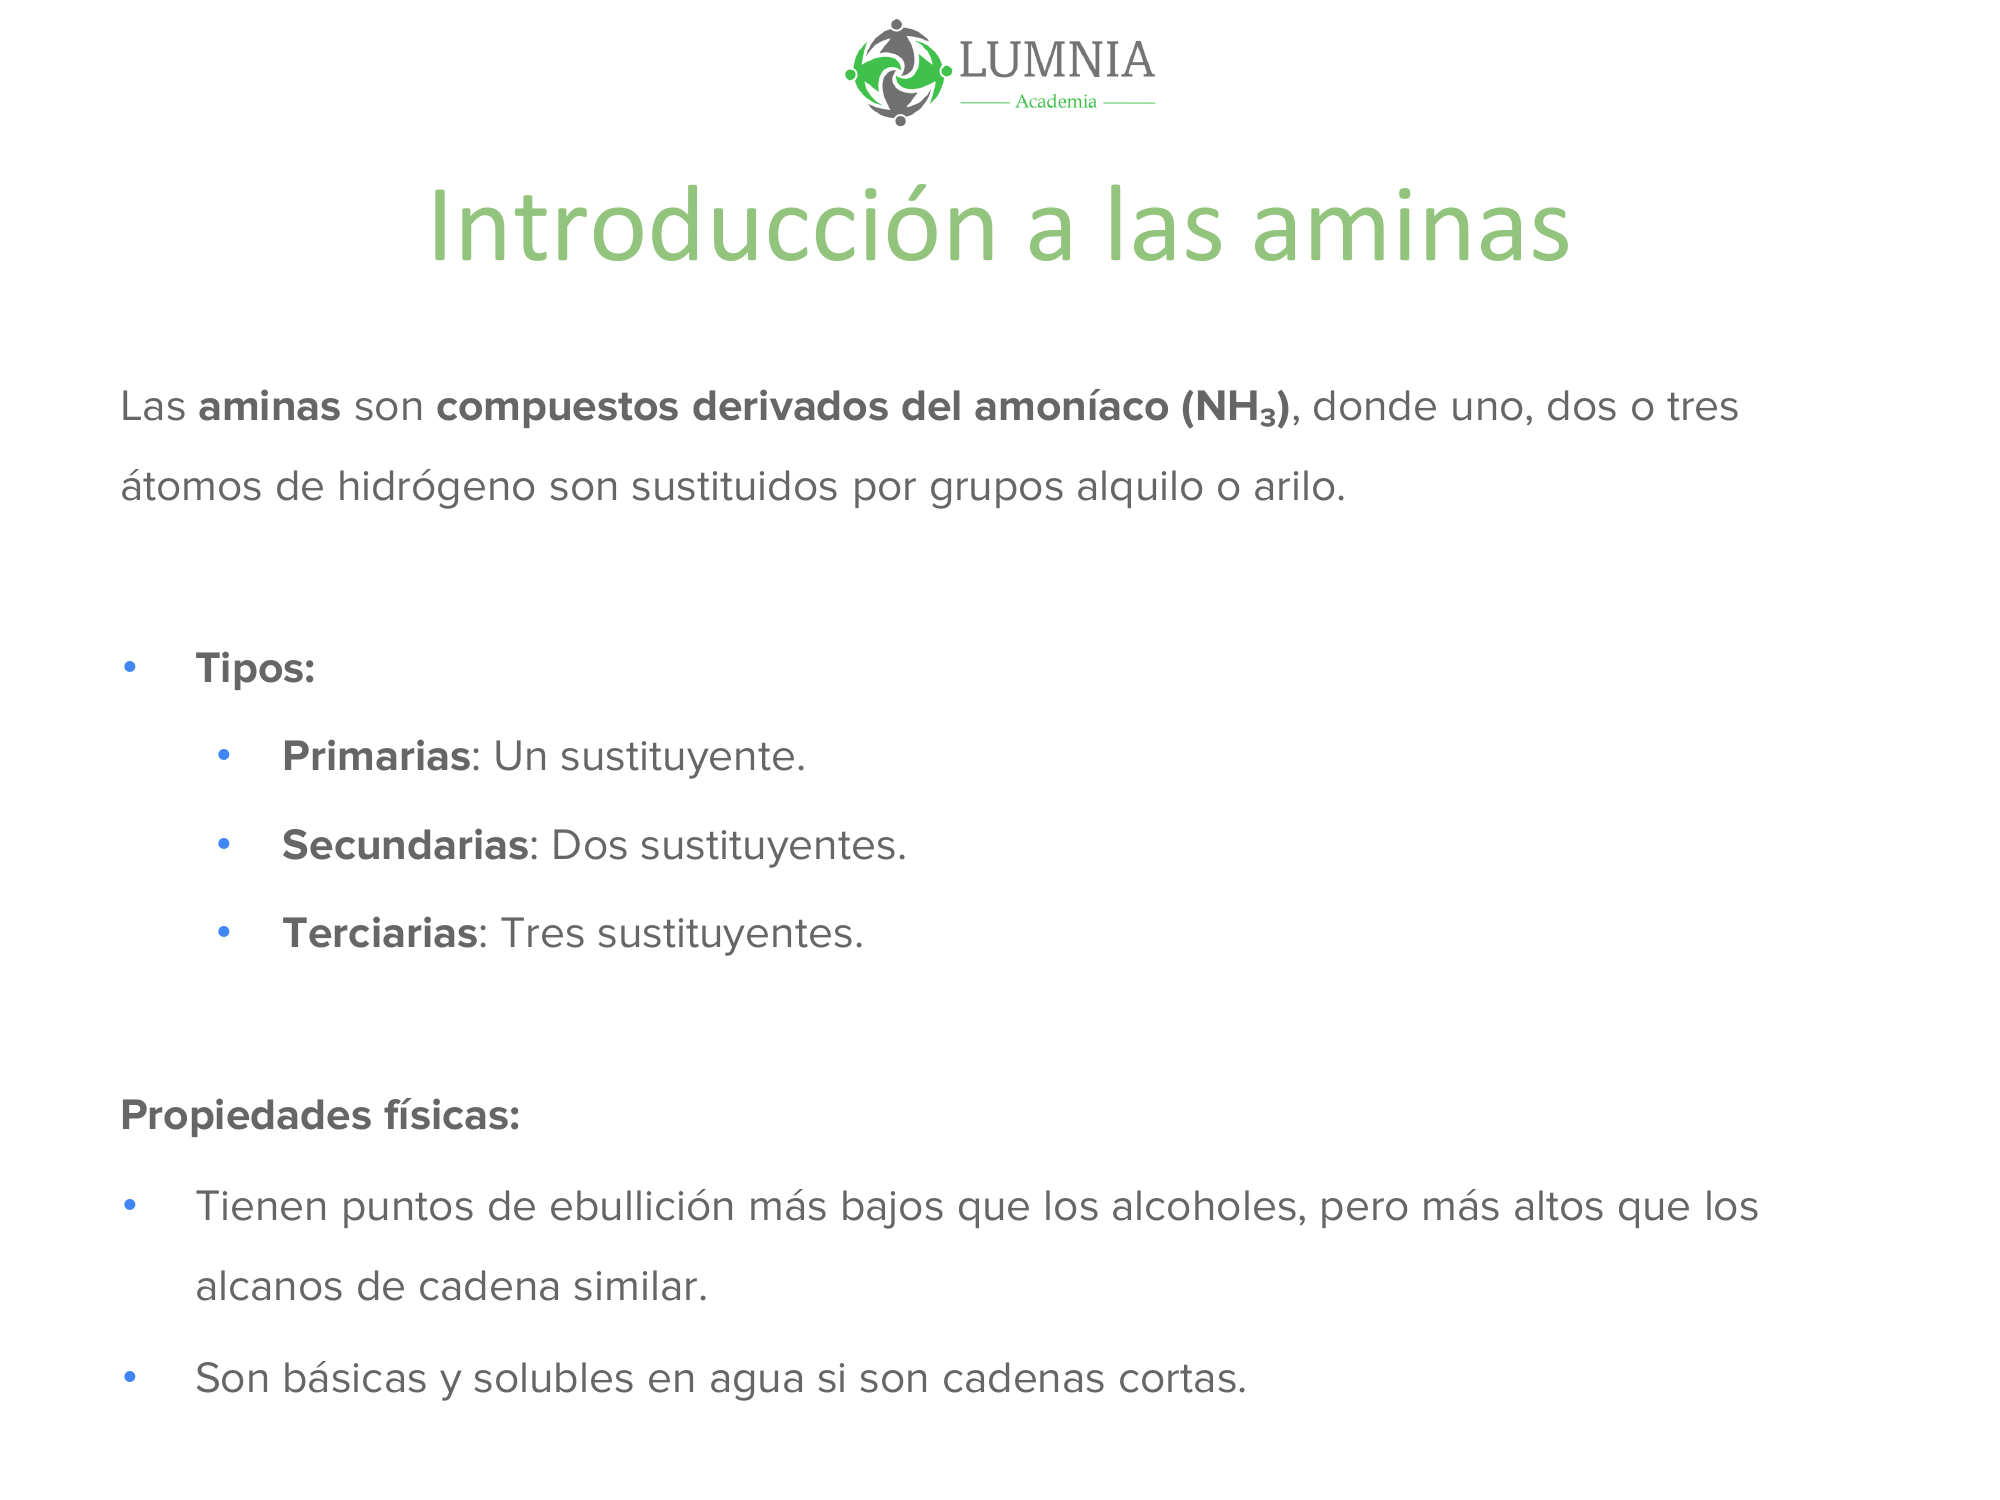 LUMNIA
Academia
Introducción a las aminas
Las aminas son compuestos derivados del amoníaco (NH₃), donde uno, dos o tres
átomos de hidrógeno son sustituidos por grupos alquilo o arilo.
• Tipos:
• Primarias: Un sustituyente.
• Secundarias: Dos sustituyentes.
• Terciarias: Tres sustituyentes.
Propiedades físicas:
• Tienen puntos de ebullición más bajos que los alcoholes, pero más altos que los
alcanos de cadena similar.
• Son básicas y solubles en agua si son cadenas cortas.